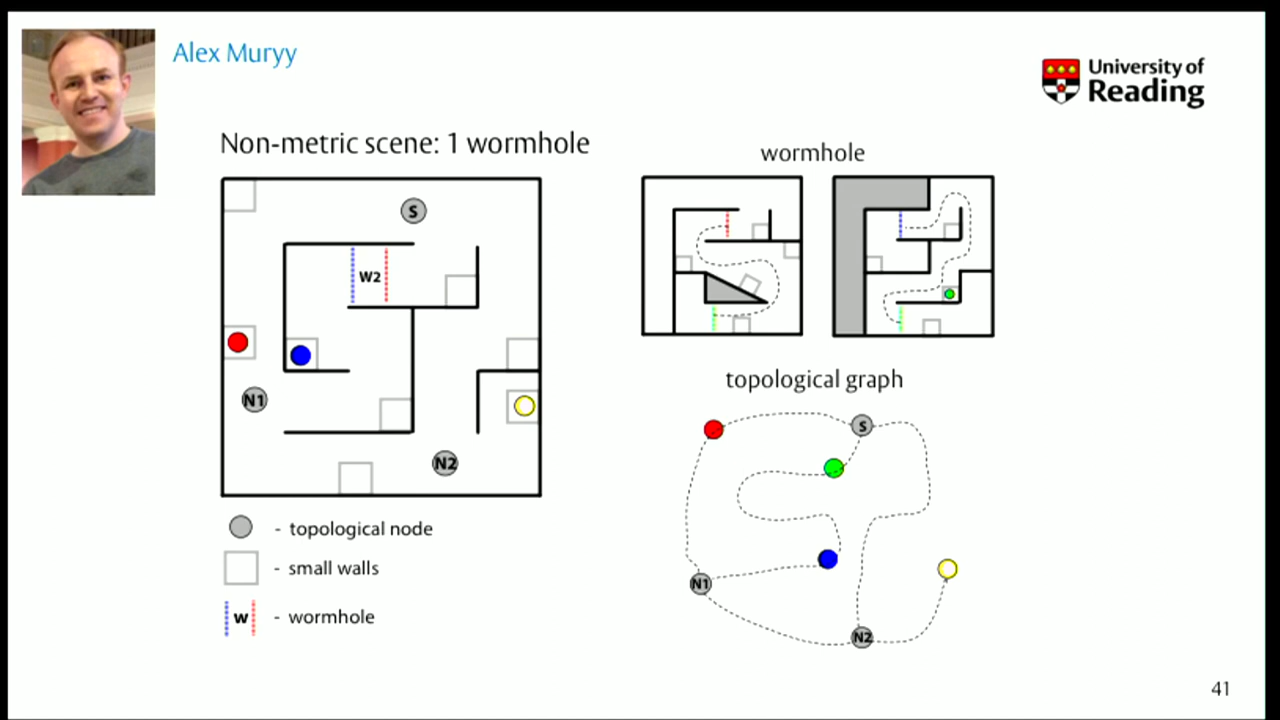 Alex Muryy
University of
Reading
Non-metric scene: 1 wormhole
wormhole
S
W2
N1
N2
topological graph
S
N1
N2
- topological node
- small walls
w - wormhole
41